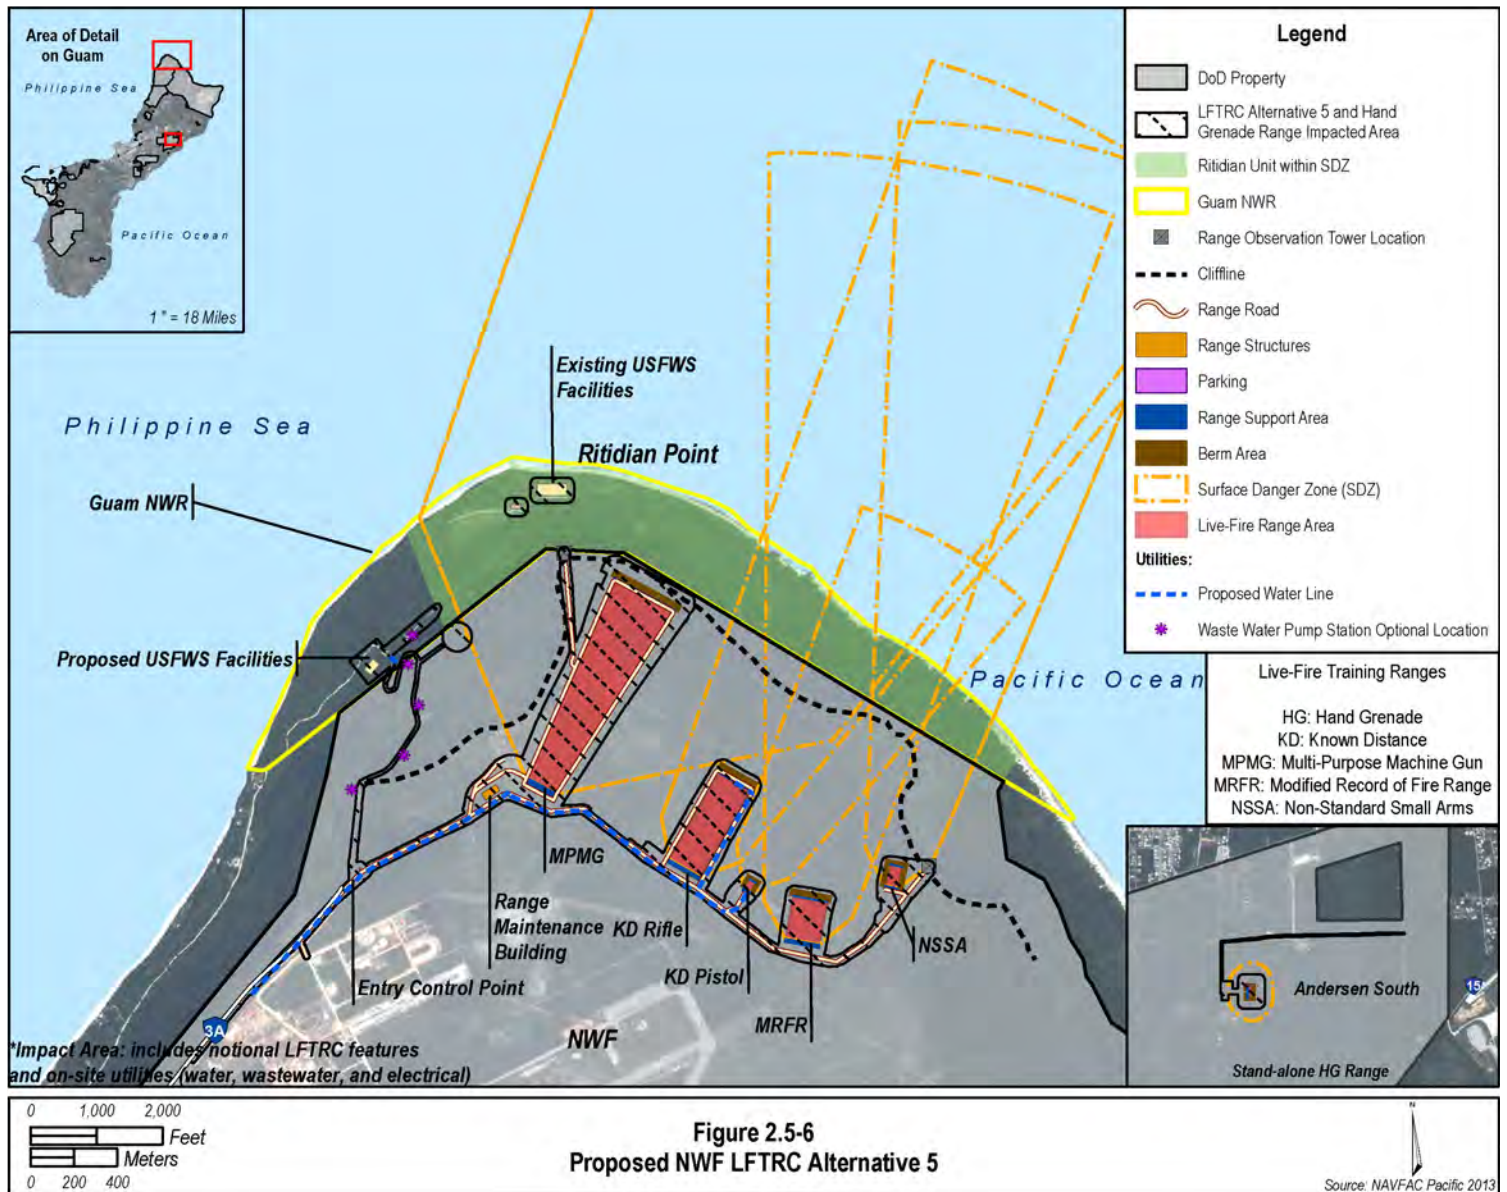 Area of Detail
on Guam
Philippine Sea
Pacific Ocean
1 " = 18 Miles
Legend
DoD Property
LFTRC Alternative 5 and Hand
Grenade Range Impacted Area
Ritidian Unit within SDZ
Guam NWR
Range Observation Tower Location
Cliffline
Range Road
Range Structures
Parking
Range Support Area
Berm Area
Surface Danger Zone (SDZ)
Live-Fire Range Area
Utilities:
Proposed Water Line
Waste Water Pump Station Optional Location
Live-Fire Training Ranges
HG: Hand Grenade
KD: Known Distance
MPMG: Multi-Purpose Machine Gun
MRFR: Modified Record of Fire Range
NSSA: Non-Standard Small Arms
Existing USFWS
Facilities
Philippine Sea
Ritidian Point
Guam NWR
Proposed USFWS Facilities
Pacific Ocean
MPMG
Range
Maintenance
Building
KD Rifle
KD Pistol
NSSA
MRFR
Entry Control Point
3A
NWF
*Impact Area: includes notional LFTRC features
and on-site utilities (water, wastewater, and electrical)
Andersen South
15
Stand-alone HG Range
0 1,000 2,000
Feet
Meters
0 200 400
Figure 2.5-6
Proposed NWF LFTRC Alternative 5
N
Source: NAVFAC Pacific 2013